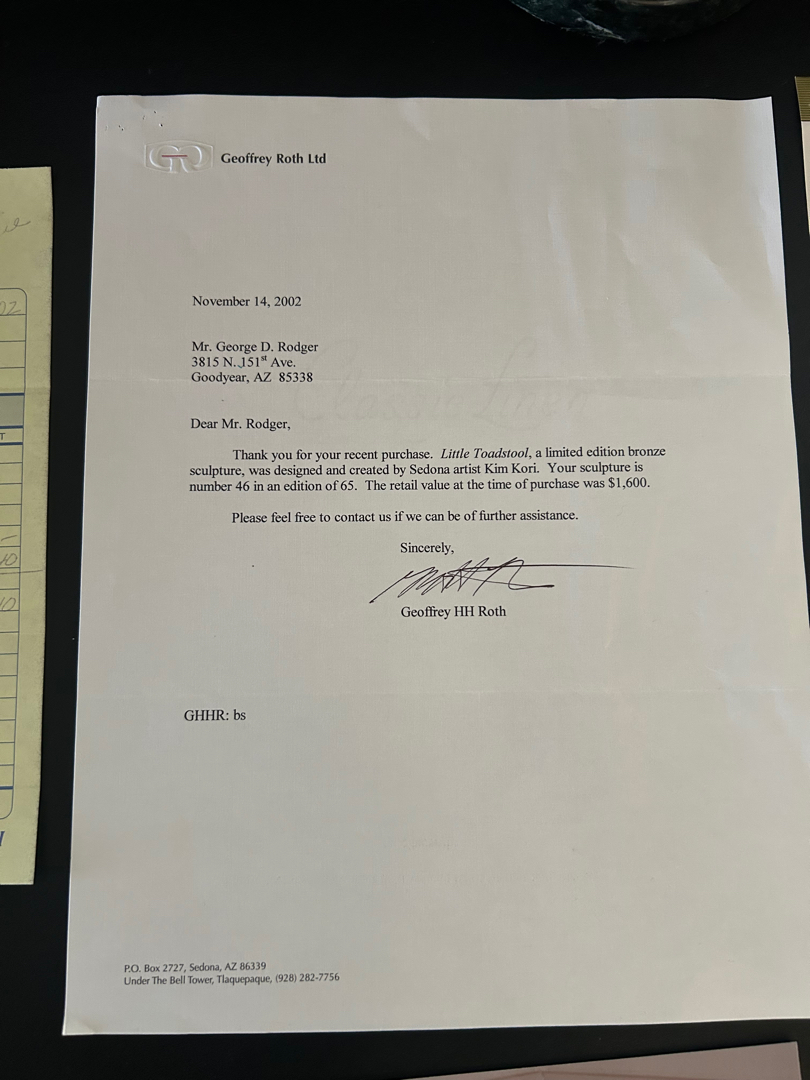 Geoffrey Roth Ltd
November 14, 2002
Mr. George D. Rodger
3815 N. 151st Ave.
Goodyear, AZ 85338
Dear Mr. Rodger,
Thank you for your recent purchase. Little Toadstool, a limited edition bronze
sculpture, was designed and created by Sedona artist Kim Kori. Your sculpture is
number 46 in an edition of 65. The retail value at the time of purchase was $1,600.
Please feel free to contact us if we can be of further assistance.
Sincerely,
Geoffrey HH Roth
GHHR: bs
P.O. Box 2727, Sedona, AZ 86339
Under The Bell Tower, Tlaquepaque, (928) 282-7756
Classic Linen